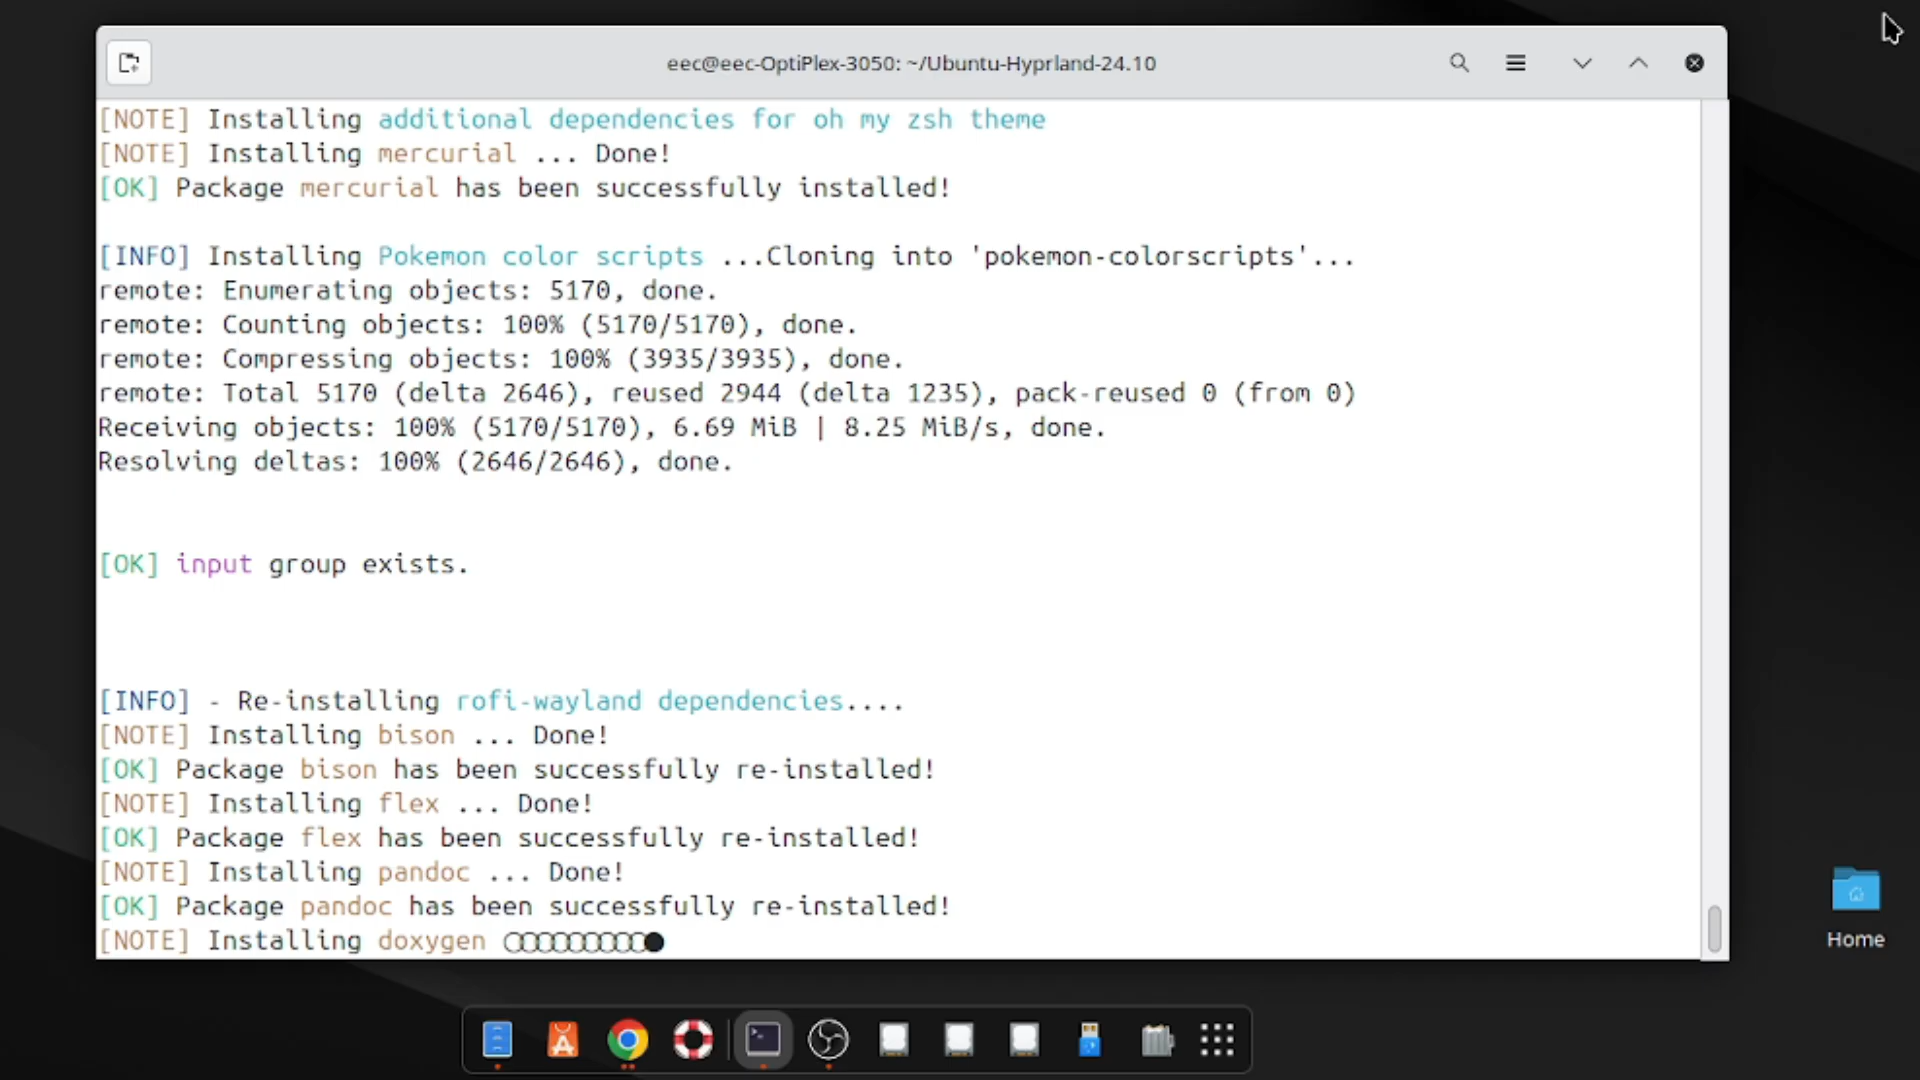 eec@eec-OptiPlex-3050: ~/Ubuntu-Hyprland-24.10
[NOTE] Installing additional dependencies for oh my zsh theme
[NOTE] Installing mercurial ... Done!
[OK] Package mercurial has been successfully installed!
[INFO] Installing Pokemon color scripts ...Cloning into 'pokemon-colorscripts'...
remote: Enumerating objects: 5170, done.
remote: Counting objects: 100% (5170/5170), done.
remote: Compressing objects: 100% (3935/3935), done.
remote: Total 5170 (delta 2646), reused 2944 (delta 1235), pack-reused 0 (from 0)
Receiving objects: 100% (5170/5170), 6.69 MiB | 8.25 MiB/s, done.
Resolving deltas: 100% (2646/2646), done.
[OK] input group exists.
[INFO] - Re-installing rofi-wayland dependencies....
[NOTE] Installing bison ... Done!
[OK] Package bison has been successfully re-installed!
[NOTE] Installing flex ... Done!
[OK] Package flex has been successfully re-installed!
[NOTE] Installing pandoc ... Done!
[OK] Package pandoc has been successfully re-installed!
[NOTE] Installing doxygen ○○○○○○○○○●
Home